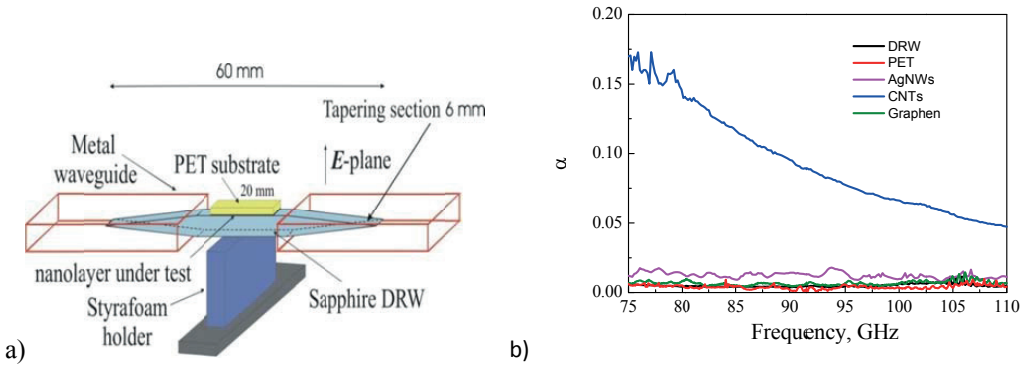 60 mm
Tapering section 6 mm
Metal
waveguide
PET substrate
E-plane
20 mm
nanolayer under test
Styrafoam
holder
Sapphire DRW
a)
0.20
0.15
0.10
0.05
0.00
α
DRW
PET
AgNWs
CNTs
Graphen
75 80 85 90 95 100 105 110
Frequency, GHz
b)